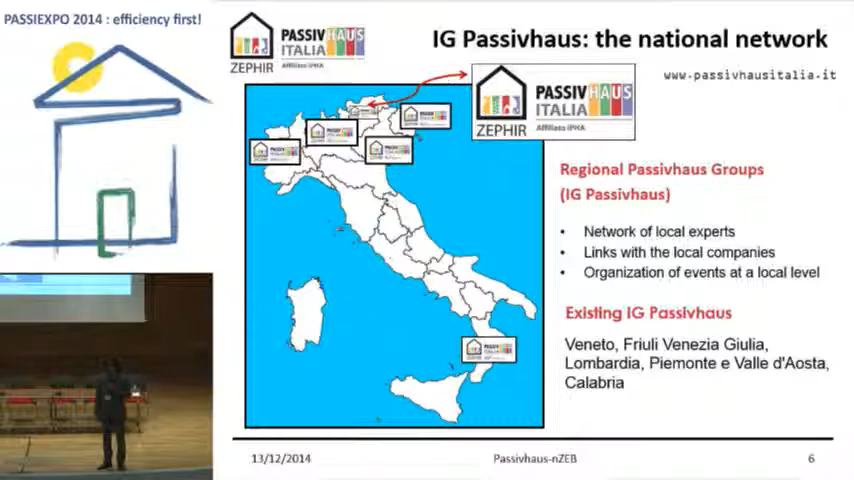 PASSIEXPO 2014 : efficiency first!
ZEPHIR
PASSIVHAUS
ITALIA
Affiliato iPHA
IG Passivhaus: the national network
www.passivhausitalia.it
ZEPHIR
PASSIVHAUS
ITALIA
Affiliato iPHA
Regional Passivhaus Groups
(IG Passivhaus)
• Network of local experts
• Links with the local companies
• Organization of events at a local level
Existing IG Passivhaus
Veneto, Friuli Venezia Giulia,
Lombardia, Piemonte e Valle d'Aosta,
Calabria
13/12/2014
Passivhaus-nZEB
6